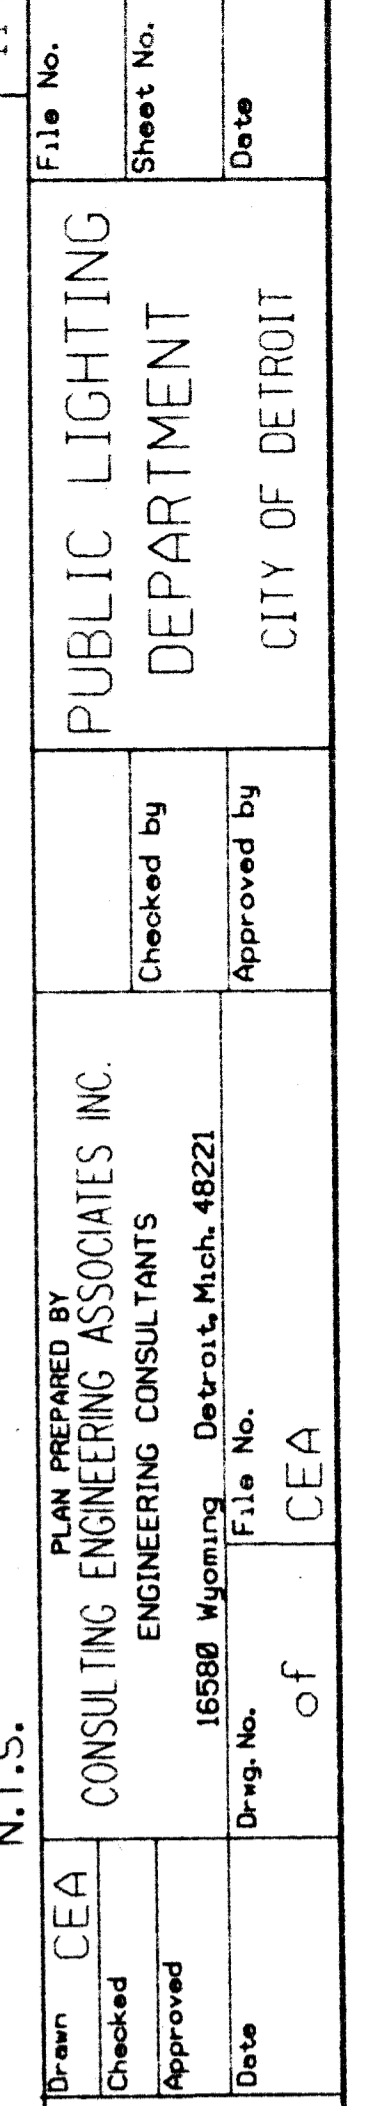 N.T.S.
Drawn CEA
Checked
Approved
Date
PLAN PREPARED BY
CONSULTING ENGINEERING ASSOCIATES INC.
ENGINEERING CONSULTANTS
16580 Wyoming Detroit, Mich. 48221
Drwg. No.
of
File No.
CEA
Checked by
Approved by
PUBLIC LIGHTING
DEPARTMENT
CITY OF DETROIT
File No.
Sheet No.
Date